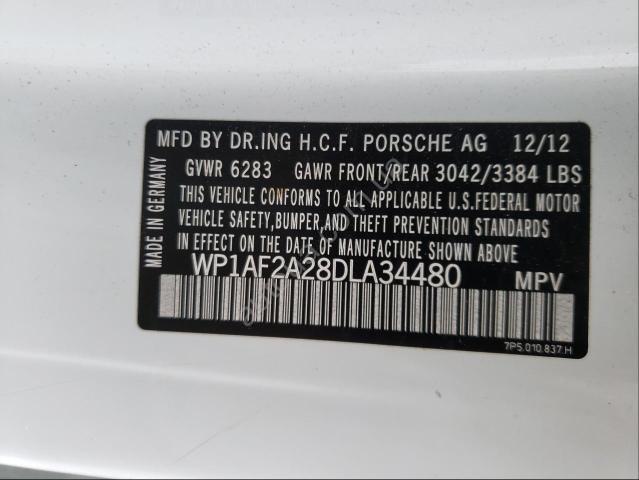 MFD BY DR.ING H.C.F. PORSCHE AG 12/12
GVWR 6283 GAWR FRONT/REAR 3042/3384 LBS
THIS VEHICLE CONFORMS TO ALL APPLICABLE U.S.FEDERAL MOTOR
VEHICLE SAFETY,BUMPER,AND THEFT PREVENTION STANDARDS
IN EFFECT ON THE DATE OF MANUFACTURE SHOWN ABOVE
WP1AF2A28DLA34480 MPV
MADE IN GERMANY
7P5.010.837.H